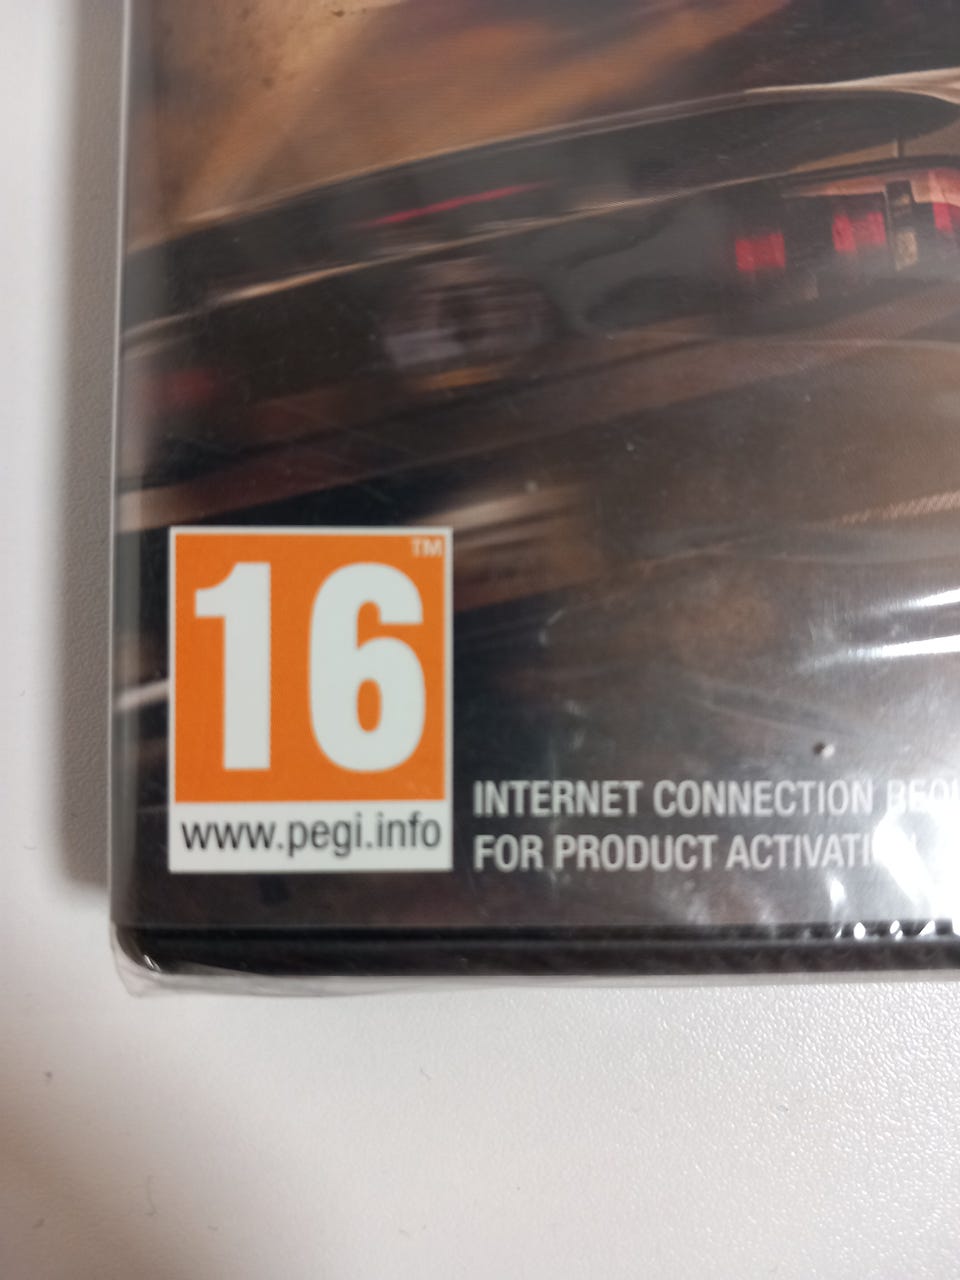 TM
16
www.pegi.info
INTERNET CONNECTION
FOR PRODUCT